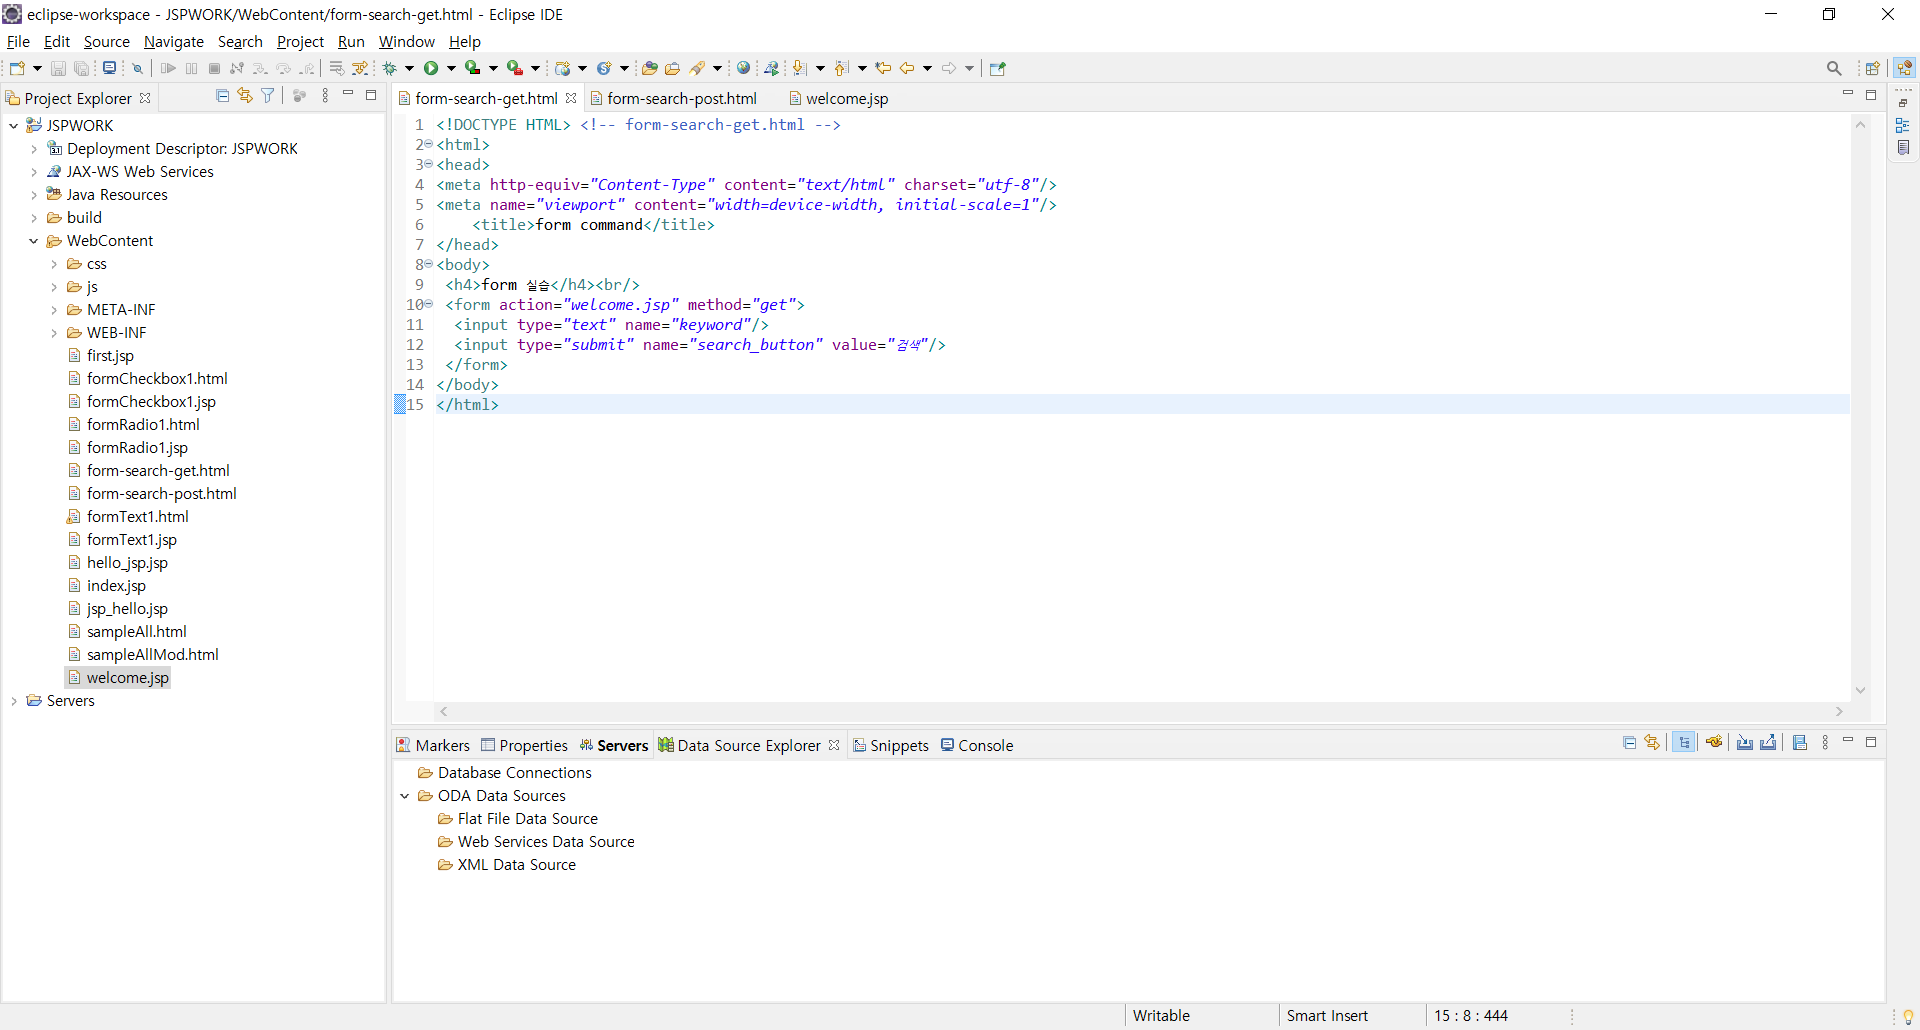 eclipse-workspace - JSPWORK/WebContent/form-search-get.html - Eclipse IDE
File Edit Source Navigate Search Project Run Window Help
Project Explorer
JSPWORK
Deployment Descriptor: JSPWORK
JAX-WS Web Services
Java Resources
build
WebContent
css
js
META-INF
WEB-INF
first.jsp
formCheckbox1.html
formCheckbox1.jsp
formRadio1.html
formRadio1.jsp
form-search-get.html
form-search-post.html
formText1.html
formText1.jsp
hello_jsp.jsp
index.jsp
jsp_hello.jsp
sampleAll.html
sampleAllMod.html
welcome.jsp
Servers
form-search-get.html form-search-post.html welcome.jsp
1 <!DOCTYPE HTML> <!-- form-search-get.html -->
2 <html>
3 <head>
4 <meta http-equiv="Content-Type" content="text/html" charset="utf-8"/>
5 <meta name="viewport" content="width=device-width, initial-scale=1"/>
6     <title>form command</title>
7 </head>
8 <body>
9  <h4>form 실습</h4><br/>
10  <form action="welcome.jsp" method="get">
11   <input type="text" name="keyword"/>
12   <input type="submit" name="search_button" value="검색"/>
13  </form>
14 </body>
15 </html>
Markers Properties Servers Data Source Explorer Snippets Console
Database Connections
ODA Data Sources
Flat File Data Source
Web Services Data Source
XML Data Source
Writable Smart Insert 15 : 8 : 444